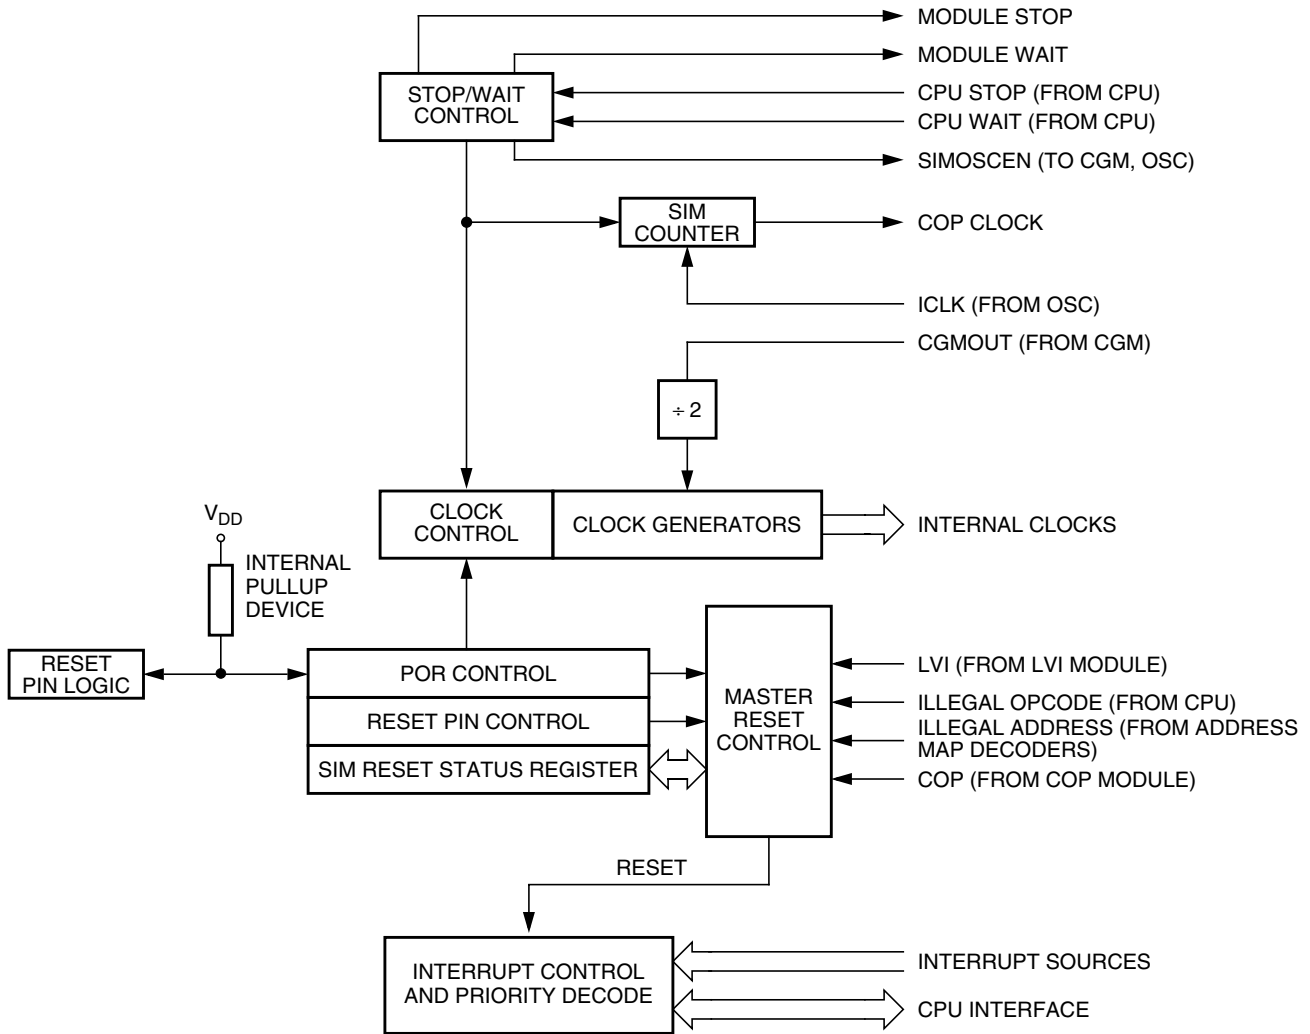 MODULE STOP
MODULE WAIT
STOP/WAIT
CONTROL
CPU STOP (FROM CPU)
CPU WAIT (FROM CPU)
SIMOSCEN (TO CGM, OSC)
SIM
COUNTER
COP CLOCK
ICLK (FROM OSC)
CGMOUT (FROM CGM)
÷ 2
CLOCK
CONTROL
CLOCK GENERATORS
INTERNAL CLOCKS
VDD
INTERNAL
PULLUP
DEVICE
RESET
PIN LOGIC
POR CONTROL
RESET PIN CONTROL
SIM RESET STATUS REGISTER
MASTER
RESET
CONTROL
LVI (FROM LVI MODULE)
ILLEGAL OPCODE (FROM CPU)
ILLEGAL ADDRESS (FROM ADDRESS
MAP DECODERS)
COP (FROM COP MODULE)
RESET
INTERRUPT CONTROL
AND PRIORITY DECODE
INTERRUPT SOURCES
CPU INTERFACE